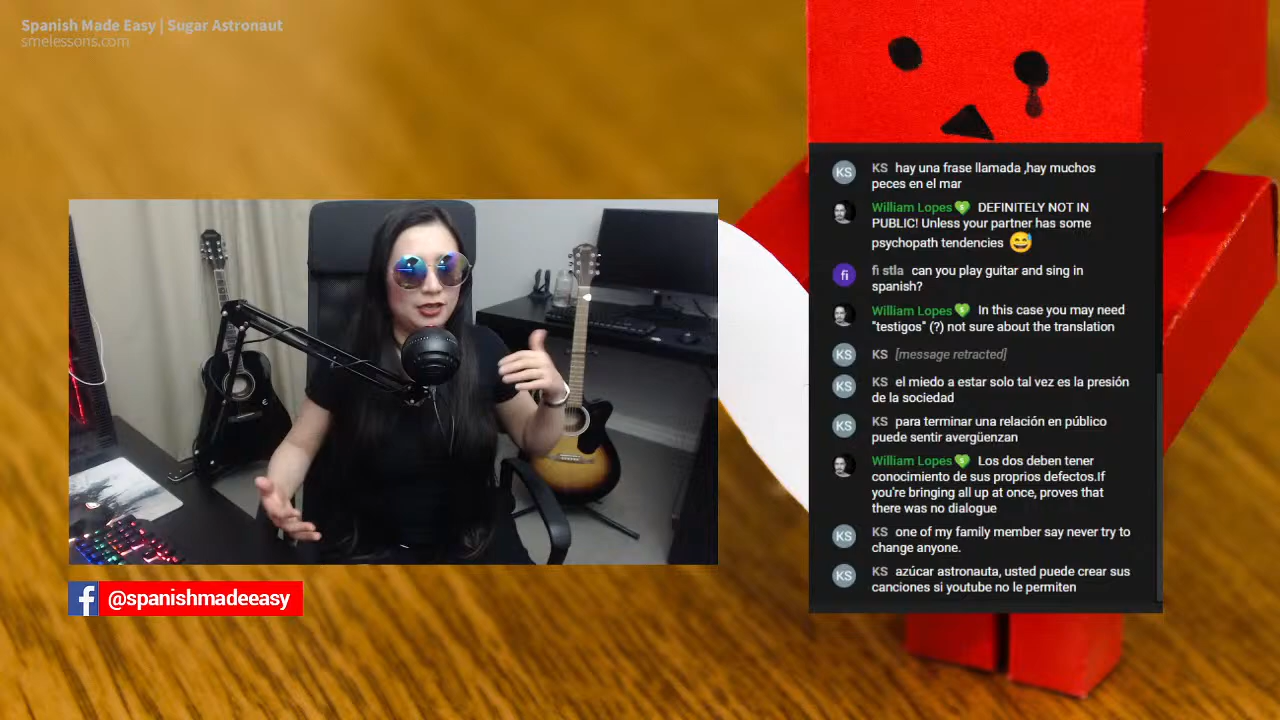 Spanish Made Easy | Sugar Astronaut
smelessons.com
KS hay una frase llamada ,hay muchos
peces en el mar
William Lopes DEFINITELY NOT IN
PUBLIC! Unless your partner has some
psychopath tendencies 😅
fi
fi stla can you play guitar and sing in
spanish?
William Lopes In this case you may need
"testigos" (?) not sure about the translation
KS [message retracted]
KS el miedo a estar solo tal vez es la presión
de la sociedad
KS para terminar una relación en público
puede sentir avergüenzan
William Lopes Los dos deben tener
conocimiento de sus proprios defectos.If
you're bringing all up at once, proves that
there was no dialogue
KS one of my family member say never try to
change anyone.
KS azúcar astronauta, usted puede crear sus
canciones si youtube no le permiten
@spanishmadeeasy